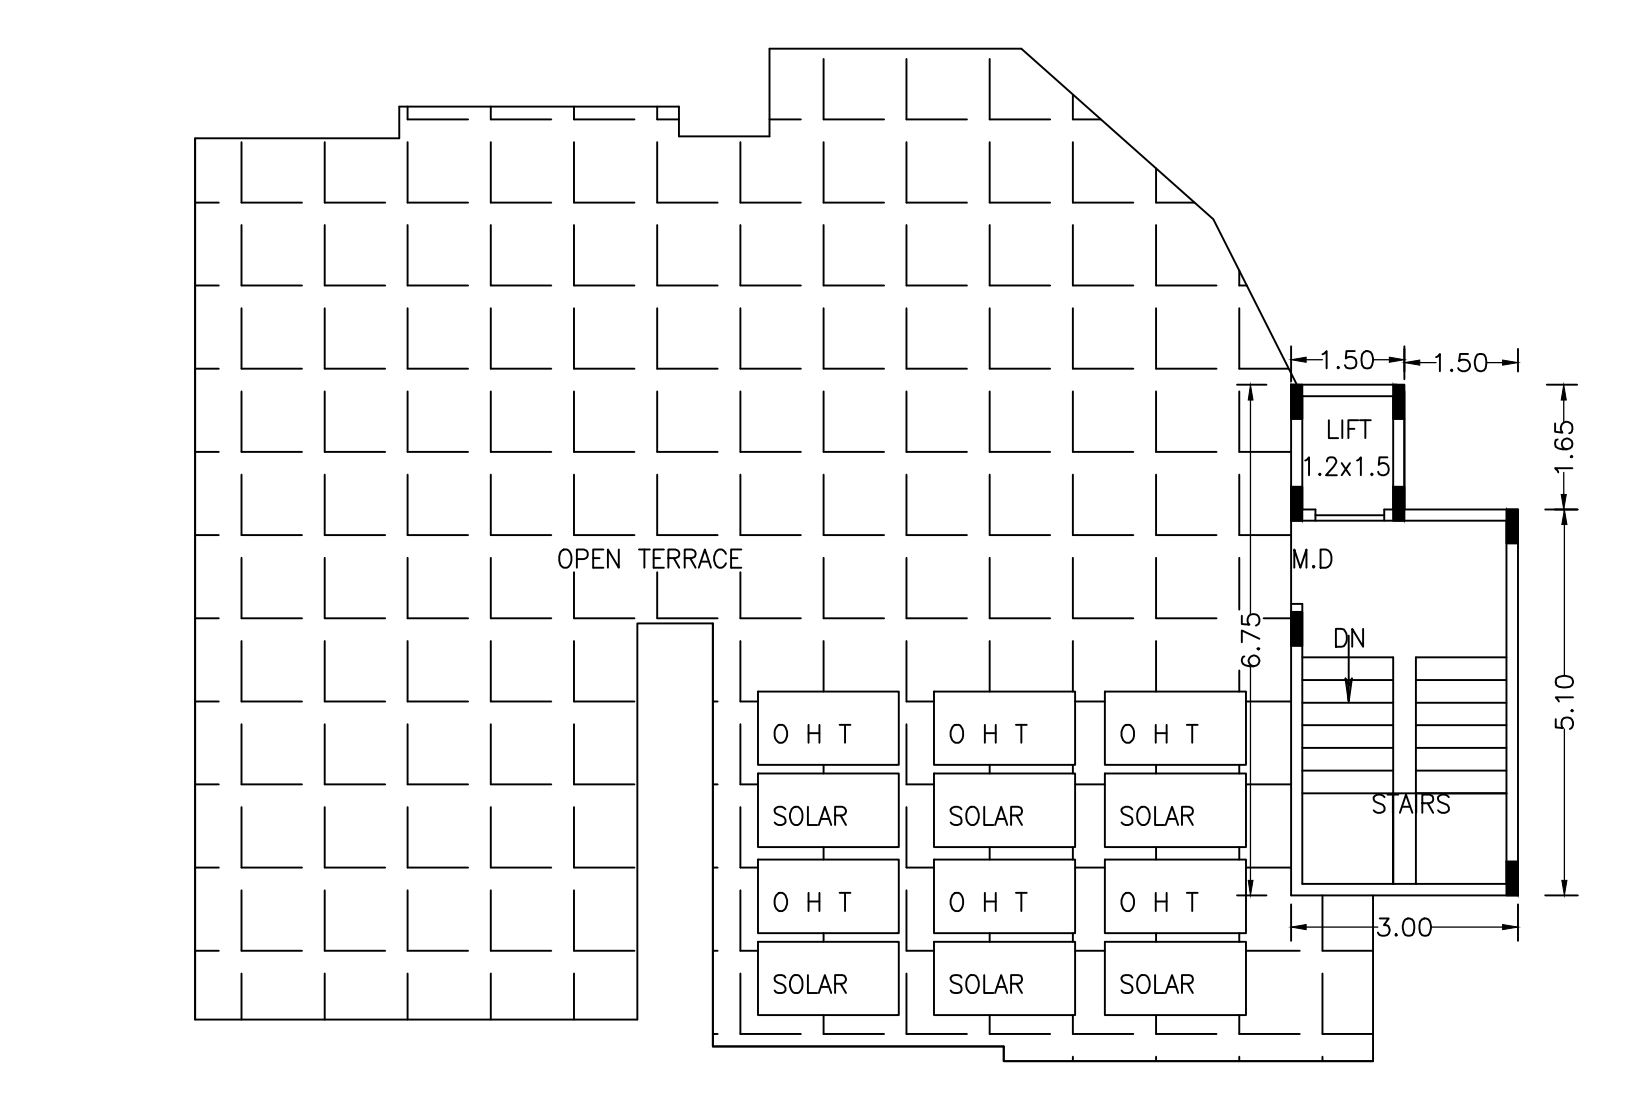 1.50
1.50
LIFT
1.2x1.5
1.65
OPEN TERRACE
M.D
6.75
DN
5.10
O H T
O H T
O H T
SOLAR
SOLAR
SOLAR
STAIRS
O H T
O H T
O H T
3.00
SOLAR
SOLAR
SOLAR